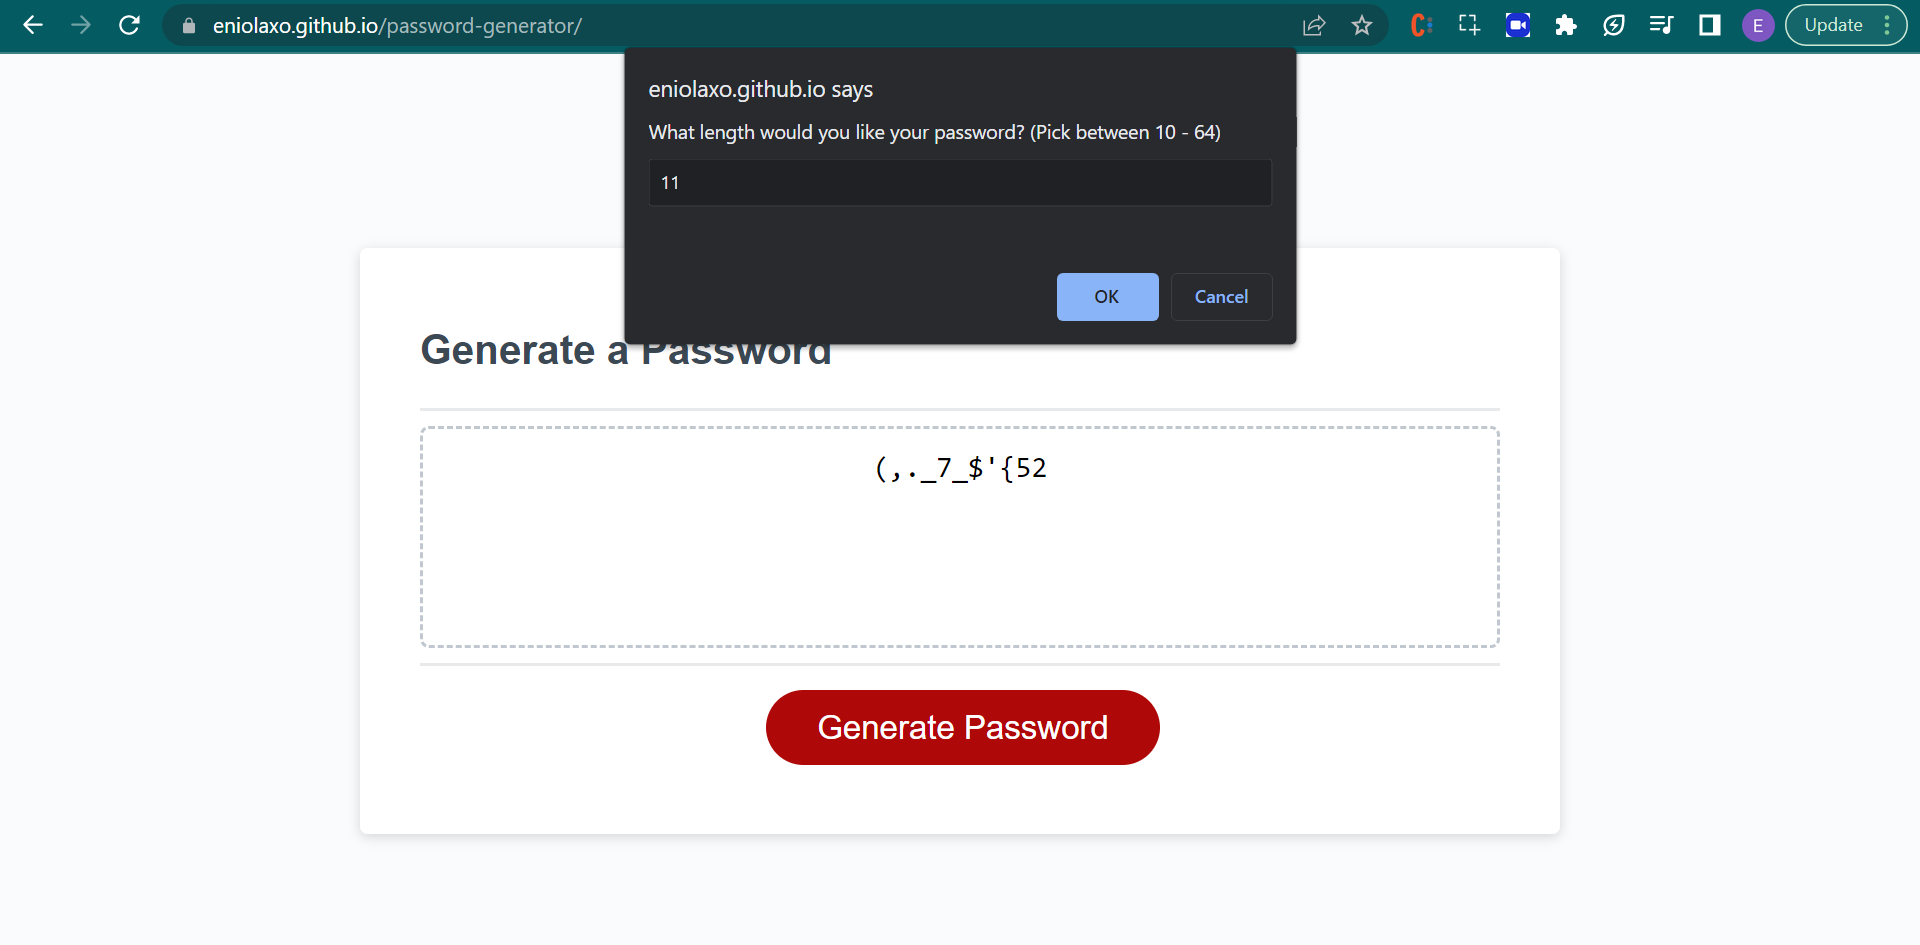 eniolaxo.github.io/password-generator/
E
Update
eniolaxo.github.io says
What length would you like your password? (Pick between 10 - 64)
11
OK
Cancel
Generate a Password
(,._7_$'{52
Generate Password